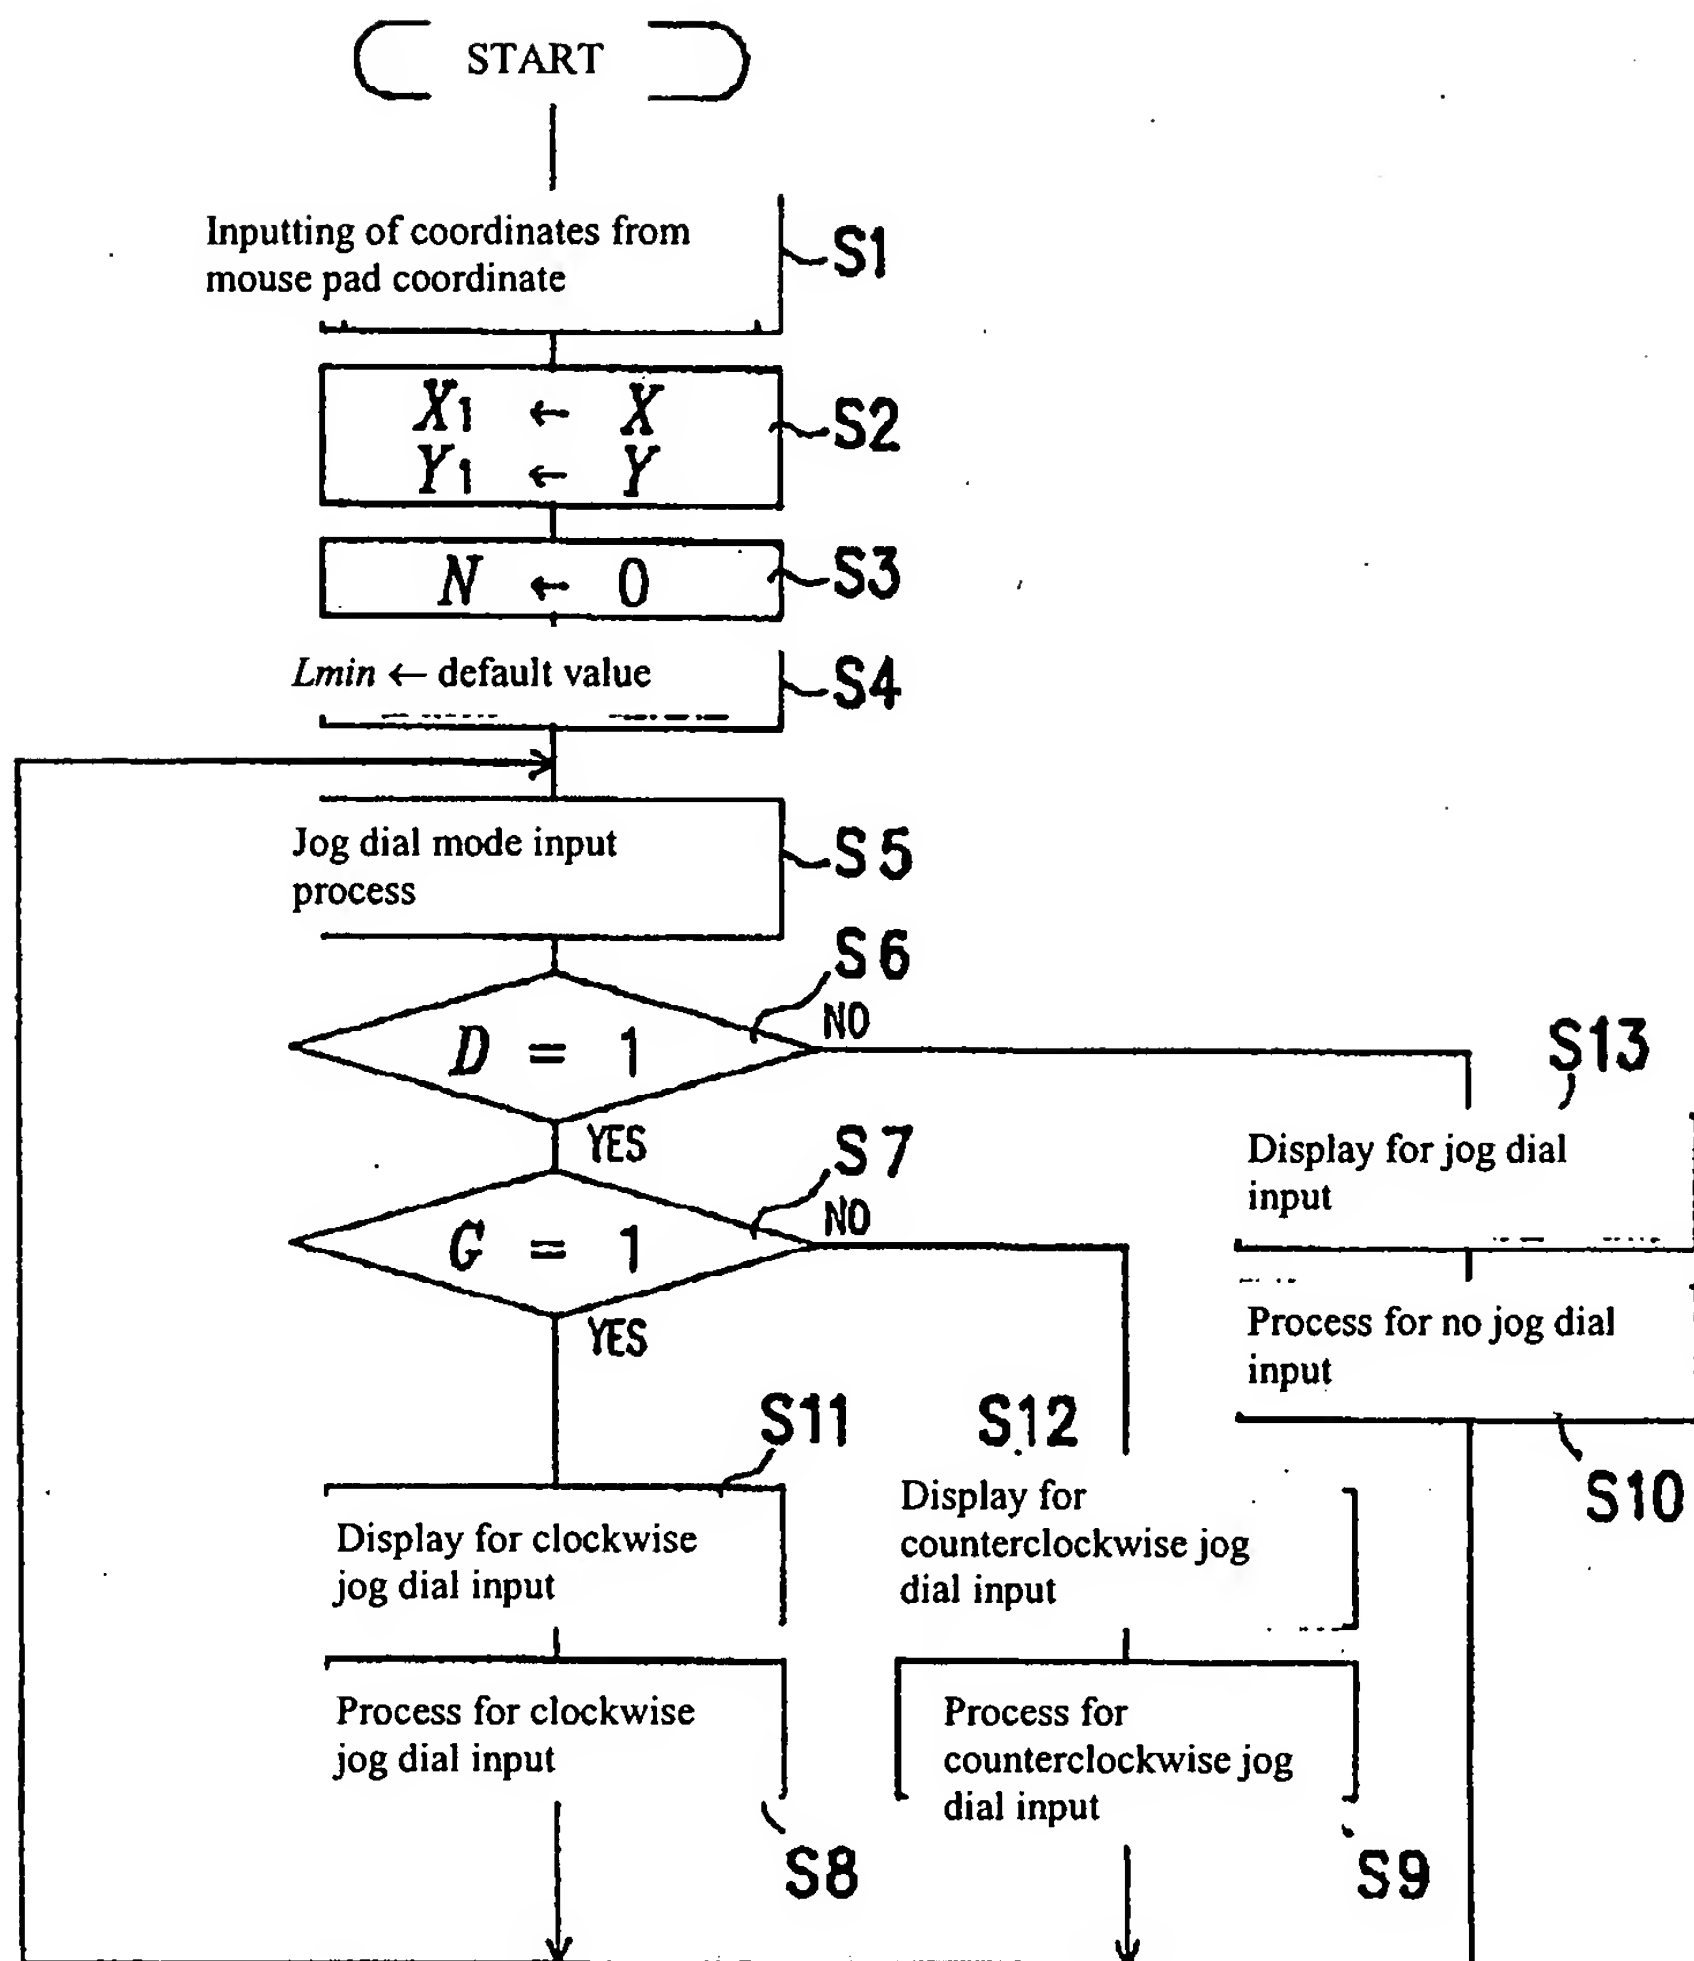 START
Inputting of coordinates from
mouse pad coordinate
S1
X1 ← X
Y1 ← Y
S2
N ← 0
S3
Lmin ← default value
S4
Jog dial mode input
process
S5
S6
D = 1
NO
YES
S13
Display for jog dial
input
S7
G = 1
NO
YES
Process for no jog dial
input
S10
S11
Display for clockwise
jog dial input
S12
Display for
counterclockwise jog
dial input
Process for clockwise
jog dial input
S8
Process for
counterclockwise jog
dial input
S9